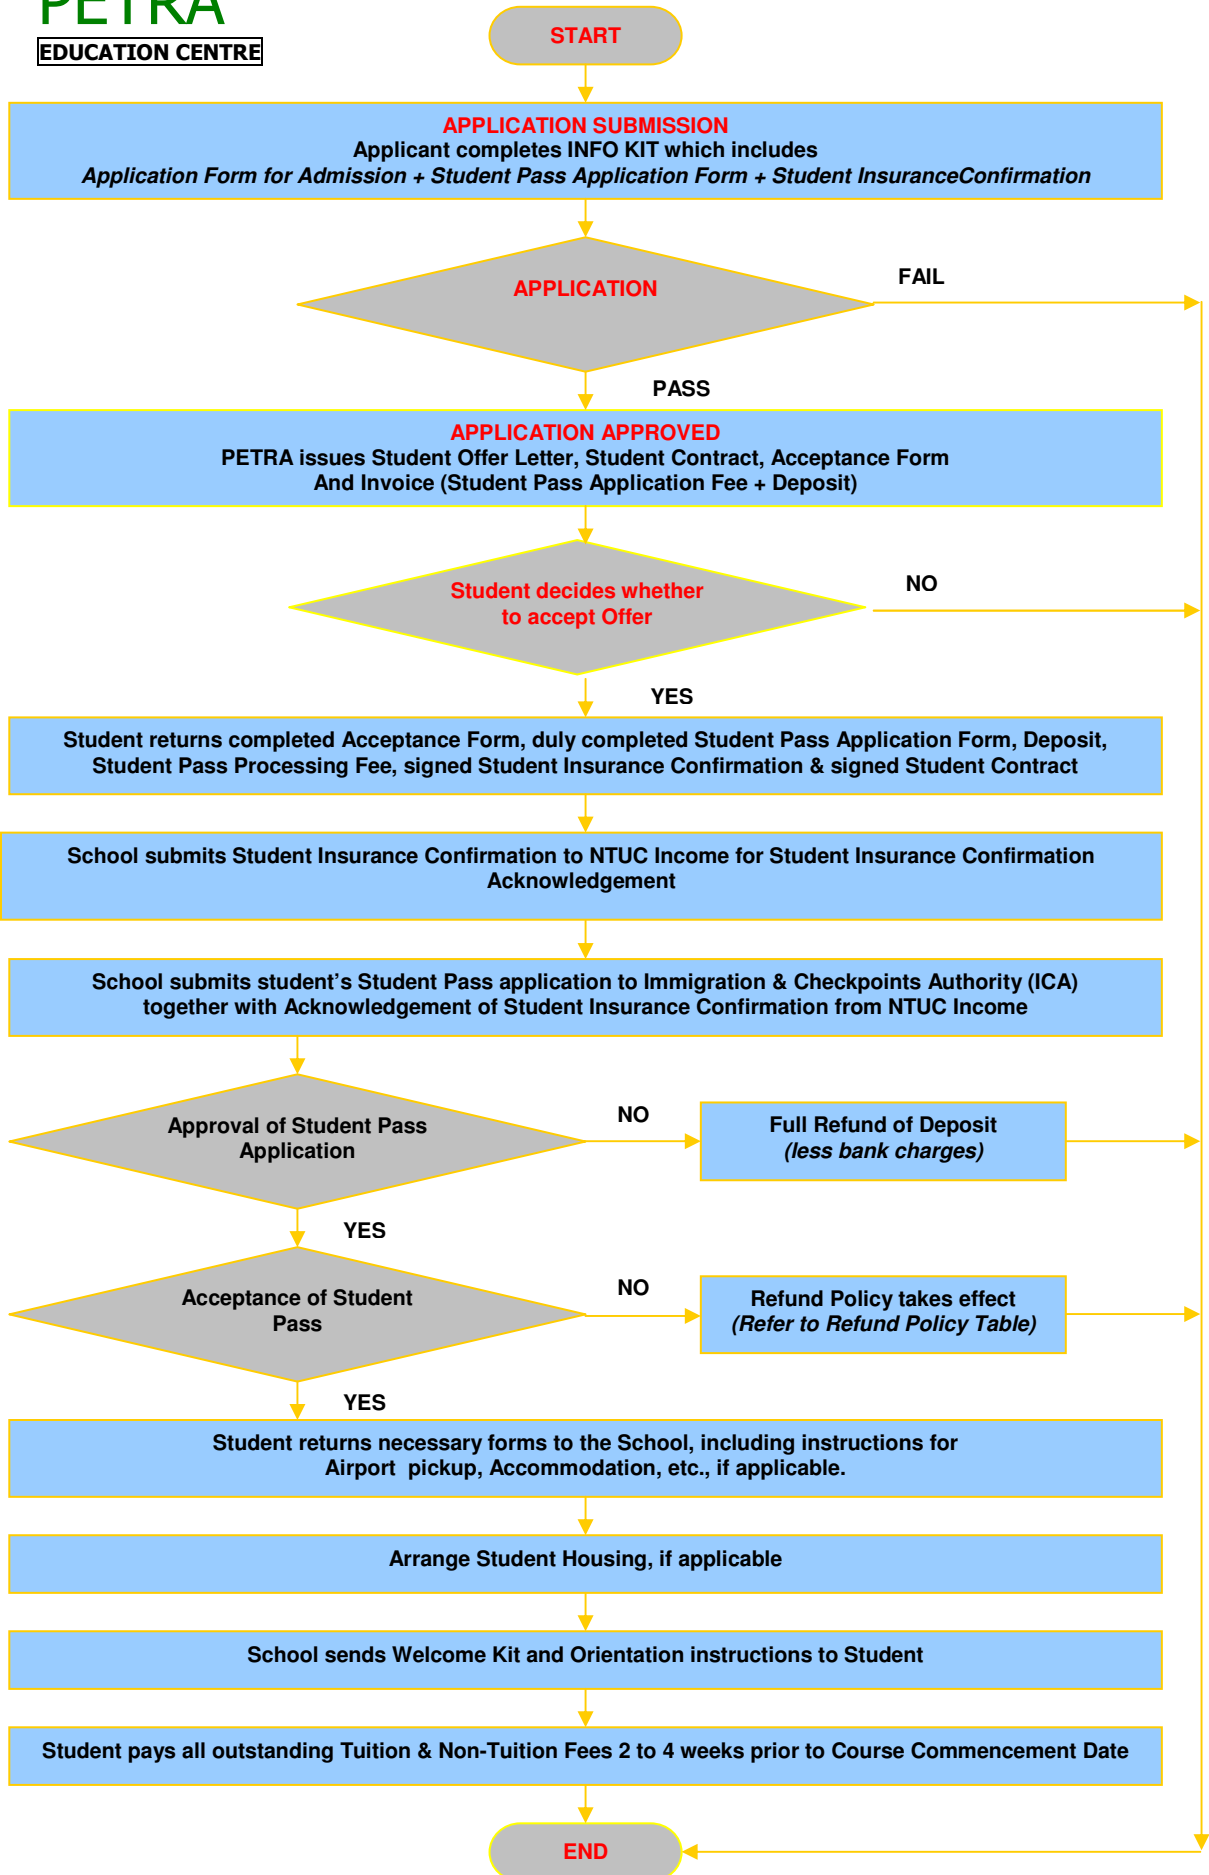 PETRA
EDUCATION CENTRE
START
APPLICATION SUBMISSION
Applicant completes INFO KIT which includes
Application Form for Admission + Student Pass Application Form + Student InsuranceConfirmation
APPLICATION
FAIL
PASS
APPLICATION APPROVED
PETRA issues Student Offer Letter, Student Contract, Acceptance Form
And Invoice (Student Pass Application Fee + Deposit)
Student decides whether
to accept Offer
NO
YES
Student returns completed Acceptance Form, duly completed Student Pass Application Form, Deposit,
Student Pass Processing Fee, signed Student Insurance Confirmation & signed Student Contract
School submits Student Insurance Confirmation to NTUC Income for Student Insurance Confirmation
Acknowledgement
School submits student’s Student Pass application to Immigration & Checkpoints Authority (ICA)
together with Acknowledgement of Student Insurance Confirmation from NTUC Income
Approval of Student Pass
Application
NO
Full Refund of Deposit
(less bank charges)
YES
Acceptance of Student
Pass
NO
Refund Policy takes effect
(Refer to Refund Policy Table)
YES
Student returns necessary forms to the School, including instructions for
Airport pickup, Accommodation, etc., if applicable.
Arrange Student Housing, if applicable
School sends Welcome Kit and Orientation instructions to Student
Student pays all outstanding Tuition & Non-Tuition Fees 2 to 4 weeks prior to Course Commencement Date
END